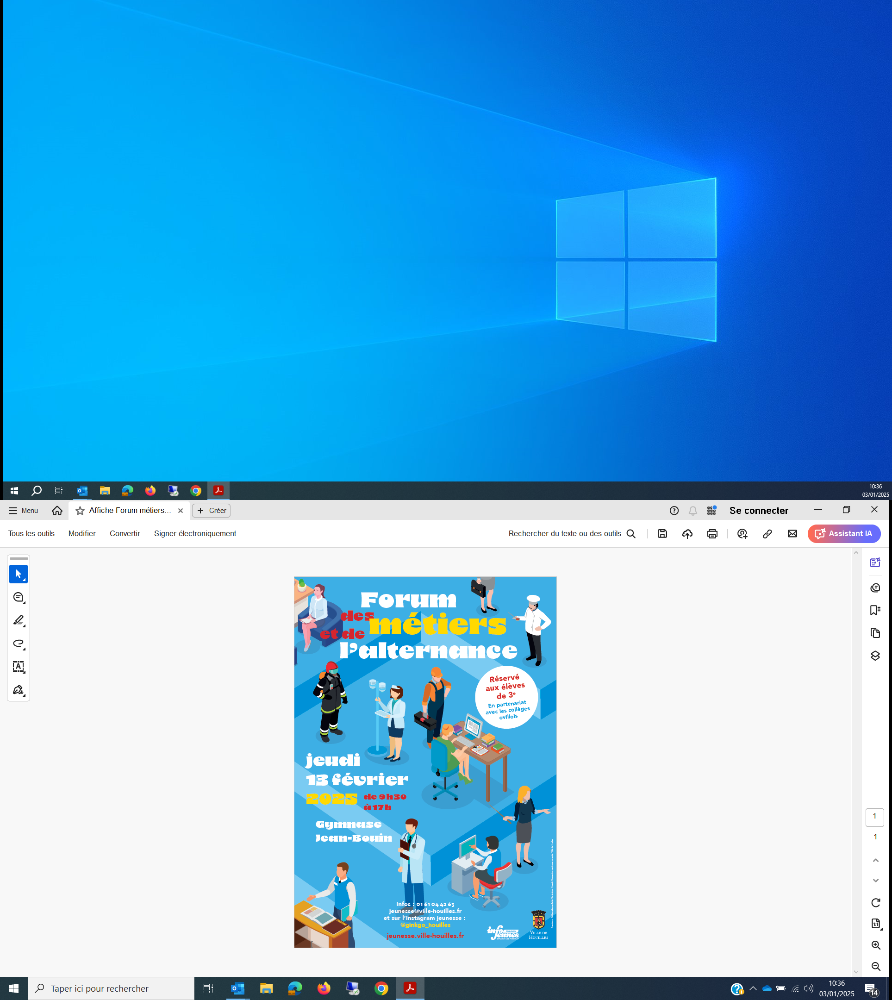 10:36
03/01/2025
Menu
Affiche Forum métiers...
Créer
Se connecter
Tous les outils
Modifier
Convertir
Signer électroniquement
Rechercher du texte ou des outils
Assistant IA
Forum
des métiers
et de
l'alternance
Réservé
aux élèves
de 3e
En partenariat
avec les collèges
ovillois
jeudi
13 février
2025 de 9h30
à 17h
Gymnase
Jean-Bouin
Infos : 01 61 04 42 63
jeunesse@ville-houilles.fr
et sur l'Instagram jeunesse :
@ginkgo_houilles
jeunesse.ville-houilles.fr
info
jeunes
VILLE DE
HOUILLES
1
1
Taper ici pour rechercher
10:36
03/01/2025
14